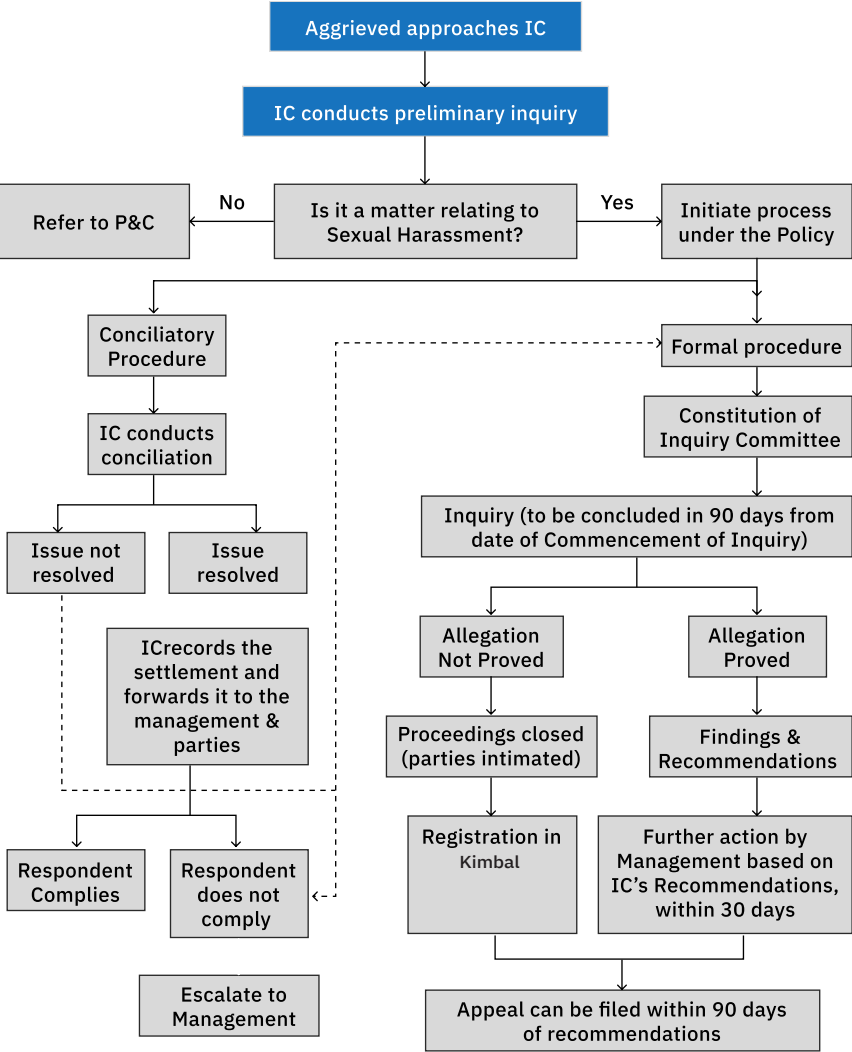 Aggrieved approaches IC
IC conducts preliminary inquiry
No
Yes
Refer to P&C
Is it a matter relating to
Sexual Harassment?
Initiate process
under the Policy
Conciliatory
Procedure
Formal procedure
IC conducts
conciliation
Constitution of
Inquiry Committee
Issue not
resolved
Issue
resolved
Inquiry (to be concluded in 90 days from
date of Commencement of Inquiry)
ICrecords the
settlement and
forwards it to the
management &
parties
Allegation
Not Proved
Allegation
Proved
Proceedings closed
(parties intimated)
Findings &
Recommendations
Respondent
Complies
Respondent
does not
comply
Registration in
Kimbal
Further action by
Management based on
IC’s Recommendations,
within 30 days
Escalate to
Management
Appeal can be filed within 90 days
of recommendations